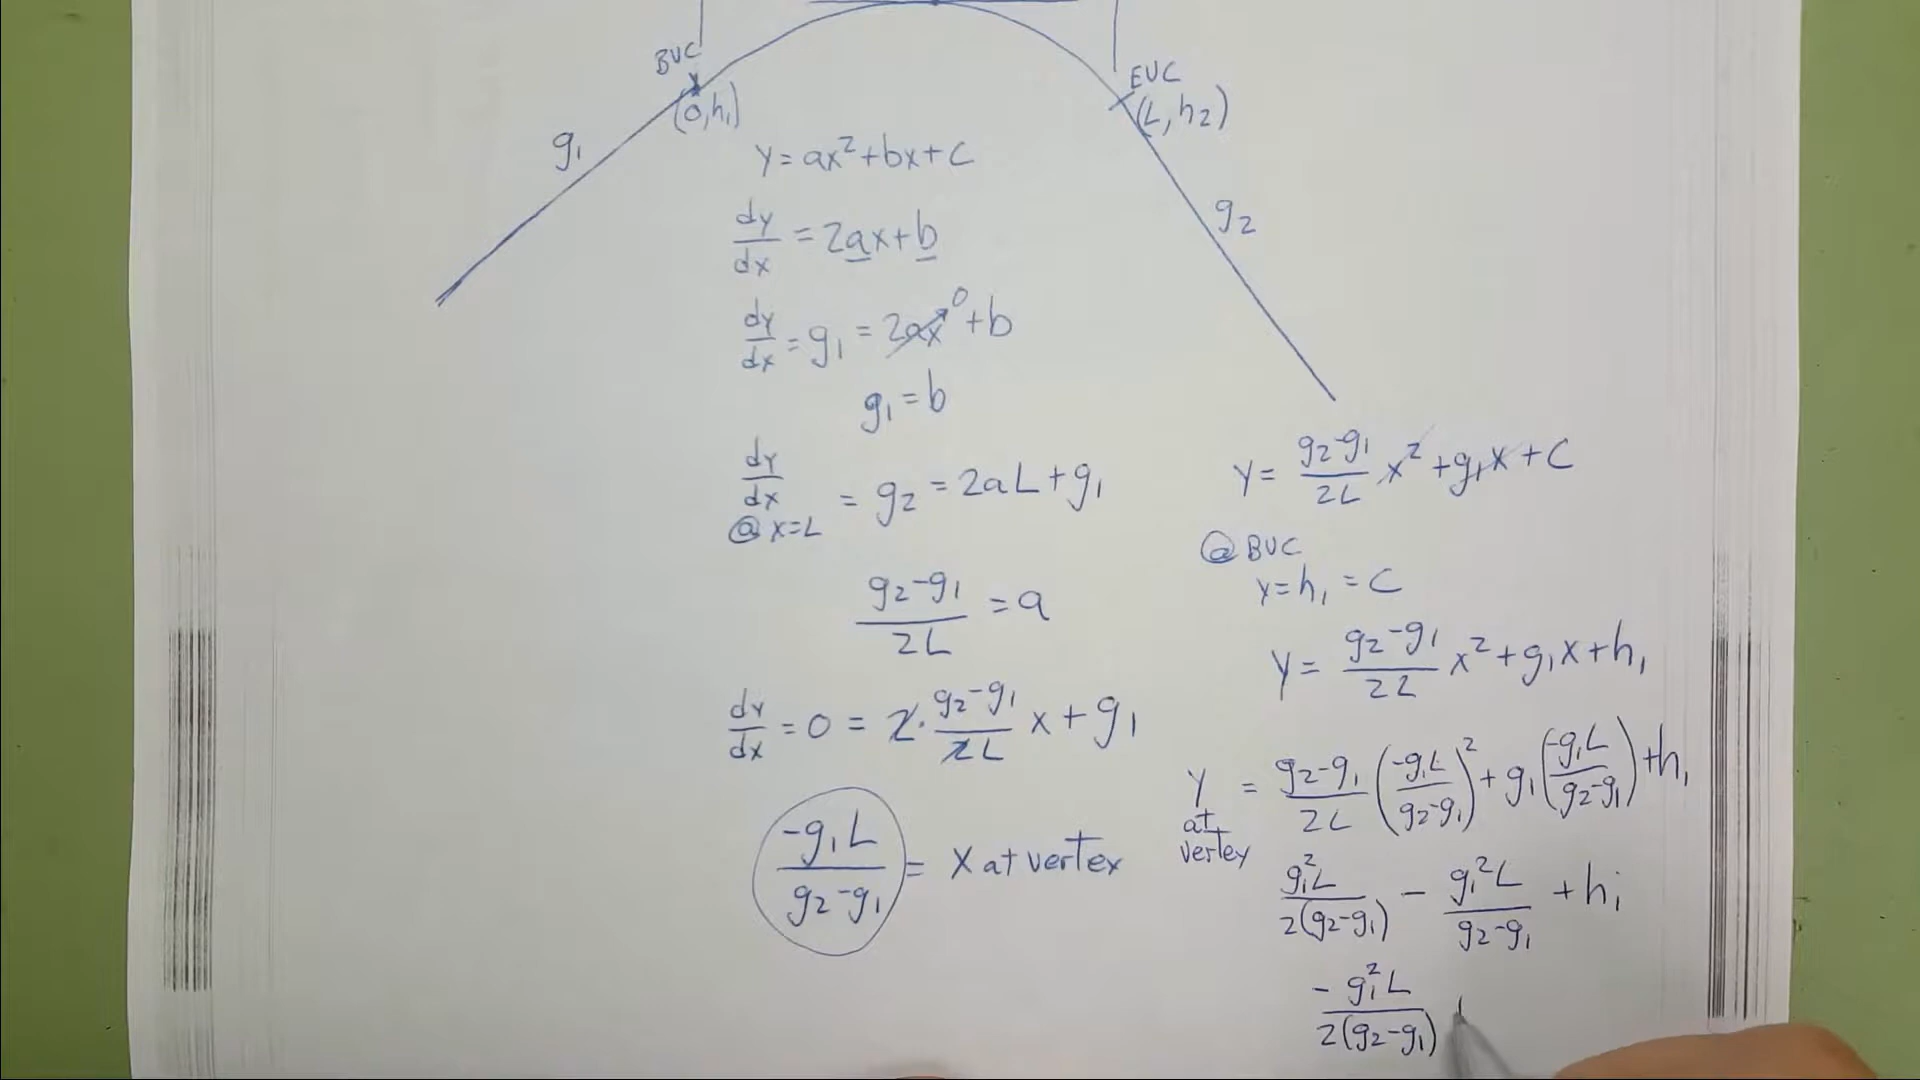 BVC
(0,h₁)
g₁
EVC
(L,h₂)
g₂
y=ax²+bx+c
dy/dx = 2ax+b
dy/dx = g₁ = 2ax⁰+b
g₁=b
dy/dx @x=L = g₂ = 2aL+g₁
(g₂-g₁)/2L = a
dy/dx = 0 = 2·(g₂-g₁)/2L x + g₁
-g₁L/(g₂-g₁) = x at vertex
y= (g₂-g₁)/2L x² + g₁x + c
@ BVC
y=h₁ = c
y= (g₂-g₁)/2L x² + g₁x + h₁
y at vertex = (g₂-g₁)/2L (-g₁L/(g₂-g₁))² + g₁(-g₁L/(g₂-g₁)) + h₁
g₁²L/2(g₂-g₁) - g₁²L/(g₂-g₁) + h₁
-g₁²L/2(g₂-g₁)